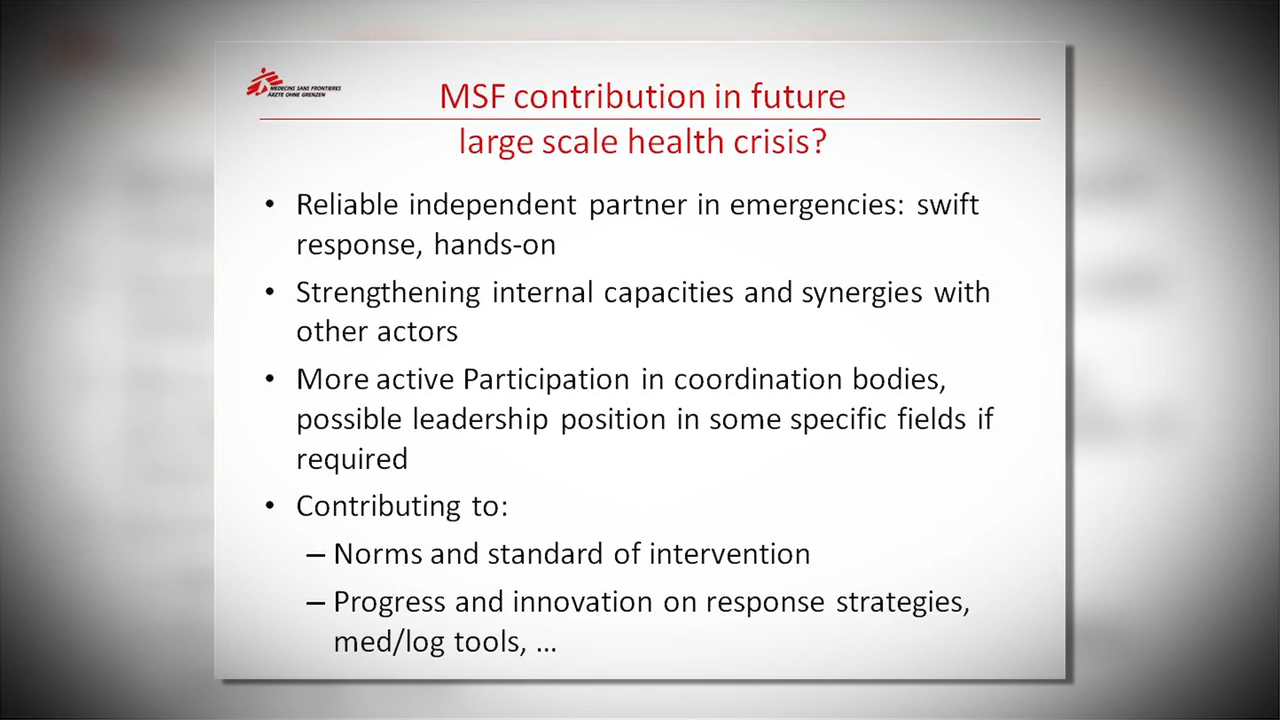 MEDECINS SANS FRONTIERES
ÄRZTE OHNE GRENZEN
MSF contribution in future
large scale health crisis?
• Reliable independent partner in emergencies: swift
response, hands-on
• Strengthening internal capacities and synergies with
other actors
• More active Participation in coordination bodies,
possible leadership position in some specific fields if
required
• Contributing to:
– Norms and standard of intervention
– Progress and innovation on response strategies,
med/log tools, ...